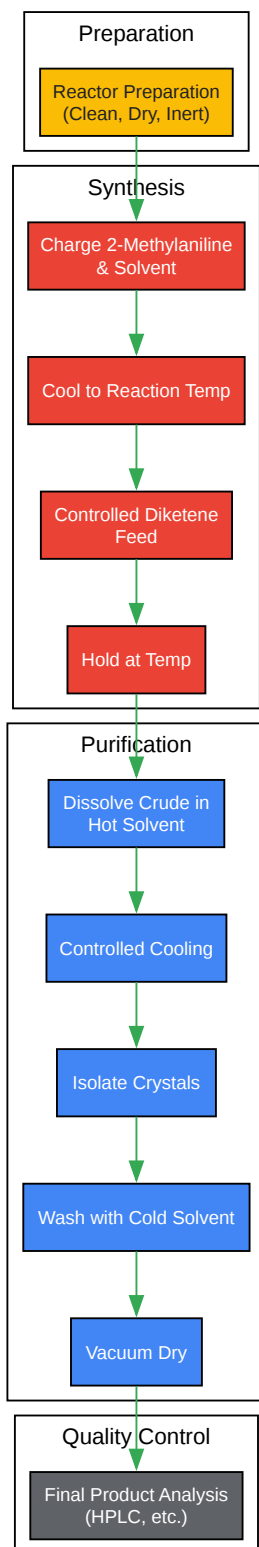 Preparation
Reactor Preparation
(Clean, Dry, Inert)
Synthesis
Charge 2-Methylaniline
& Solvent
Cool to Reaction Temp
Controlled Diketene
Feed
Hold at Temp
Purification
Dissolve Crude in
Hot Solvent
Controlled Cooling
Isolate Crystals
Wash with Cold Solvent
Vacuum Dry
Quality Control
Final Product Analysis
(HPLC, etc.)